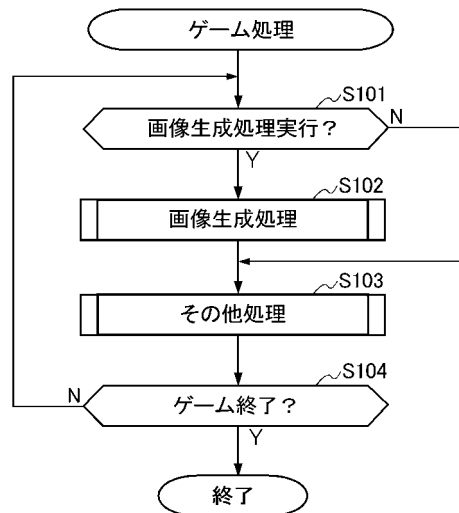 ゲーム処理
S101
画像生成処理実行？
N
Y
S102
画像生成処理
S103
その他処理
S104
N
ゲーム終了？
Y
終了